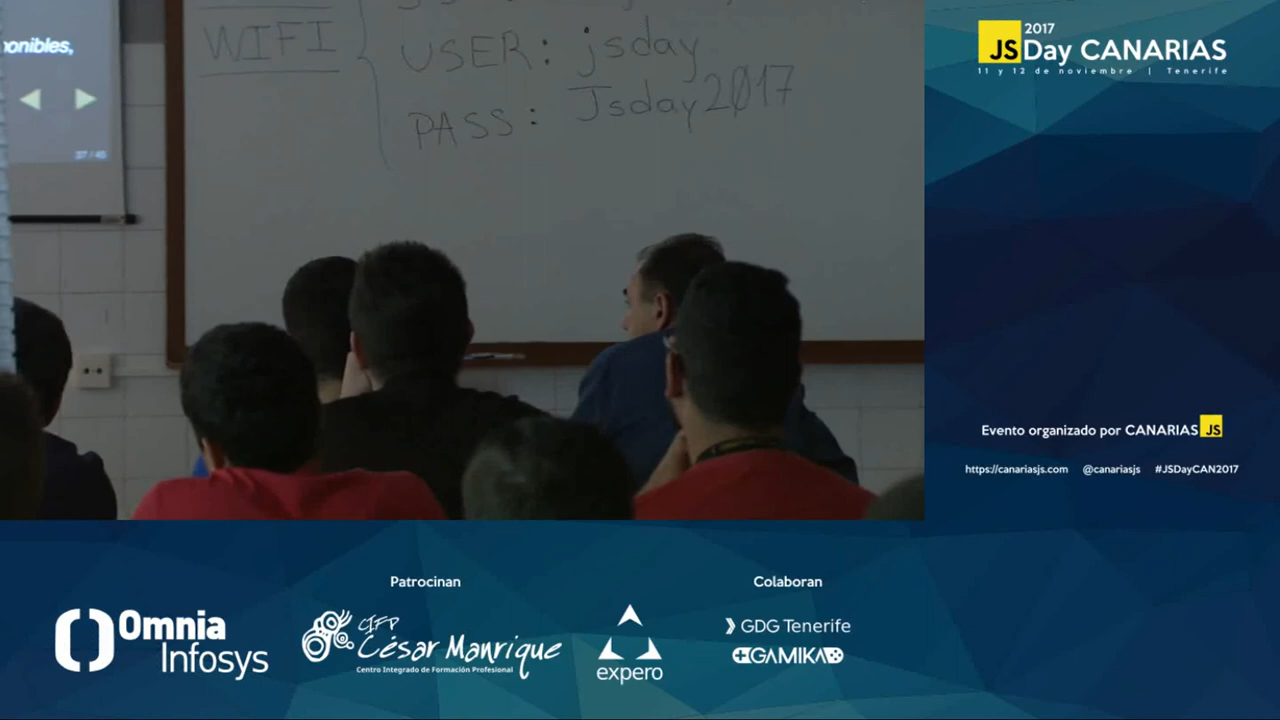 onibles,
37 / 45
WIFI
USER: jsday
PASS: Jsday2017
2017
JS Day CANARIAS
11 y 12 de noviembre | Tenerife
Evento organizado por CANARIAS JS
https://canariasjs.com @canariasjs #JSDayCAN2017
Patrocinan
Omnia
Infosys
CIFP
César Manrique
Centro Integrado de Formación Profesional
expero
Colaboran
GDG Tenerife
GAMIKA